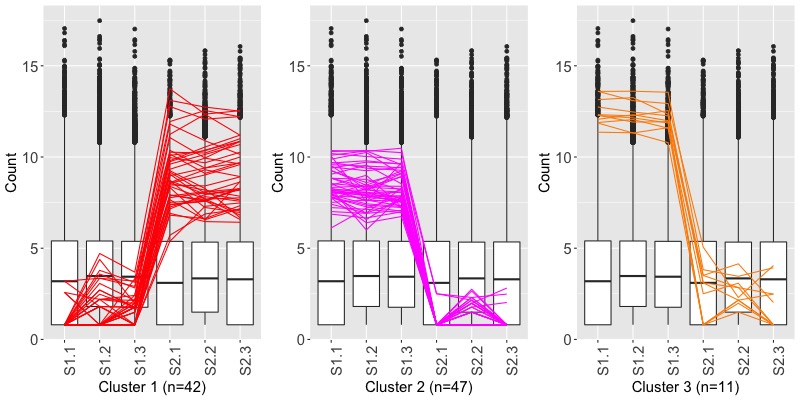 Count
15
10
5
0
S1.1 S1.2 S1.3 S2.1 S2.2 S2.3
Cluster 1 (n=42)
Count
15
10
5
0
S1.1 S1.2 S1.3 S2.1 S2.2 S2.3
Cluster 2 (n=47)
Count
15
10
5
0
S1.1 S1.2 S1.3 S2.1 S2.2 S2.3
Cluster 3 (n=11)